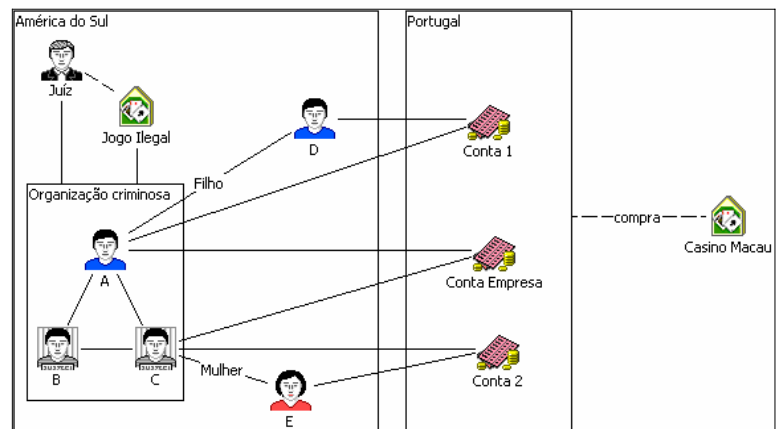 América do Sul
Portugal
Juíz
Jogo Ilegal
D
Conta 1
Filho
Organização criminosa
compra
Casino Macau
A
Conta Empresa
Mulher
B
C
Conta 2
E